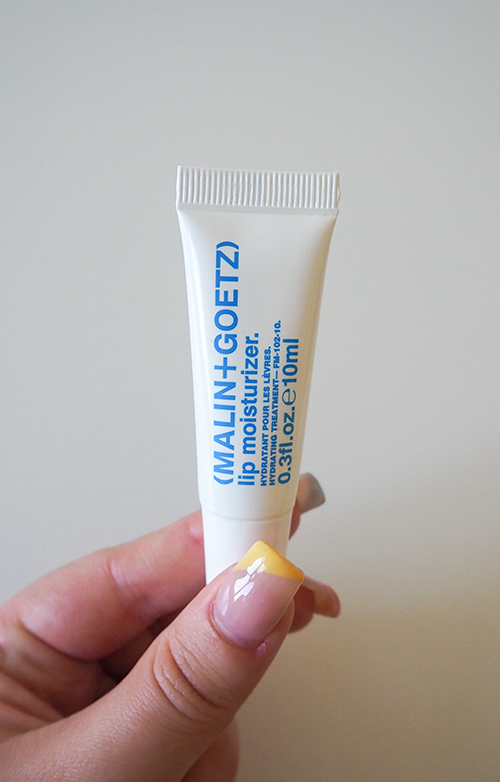 (MALIN+GOETZ)
lip moisturizer.
HYDRATANT POUR LES LÈVRES.
HYDRATING TREATMENT— FM-102-10.
0.3fl.oz.℮10ml